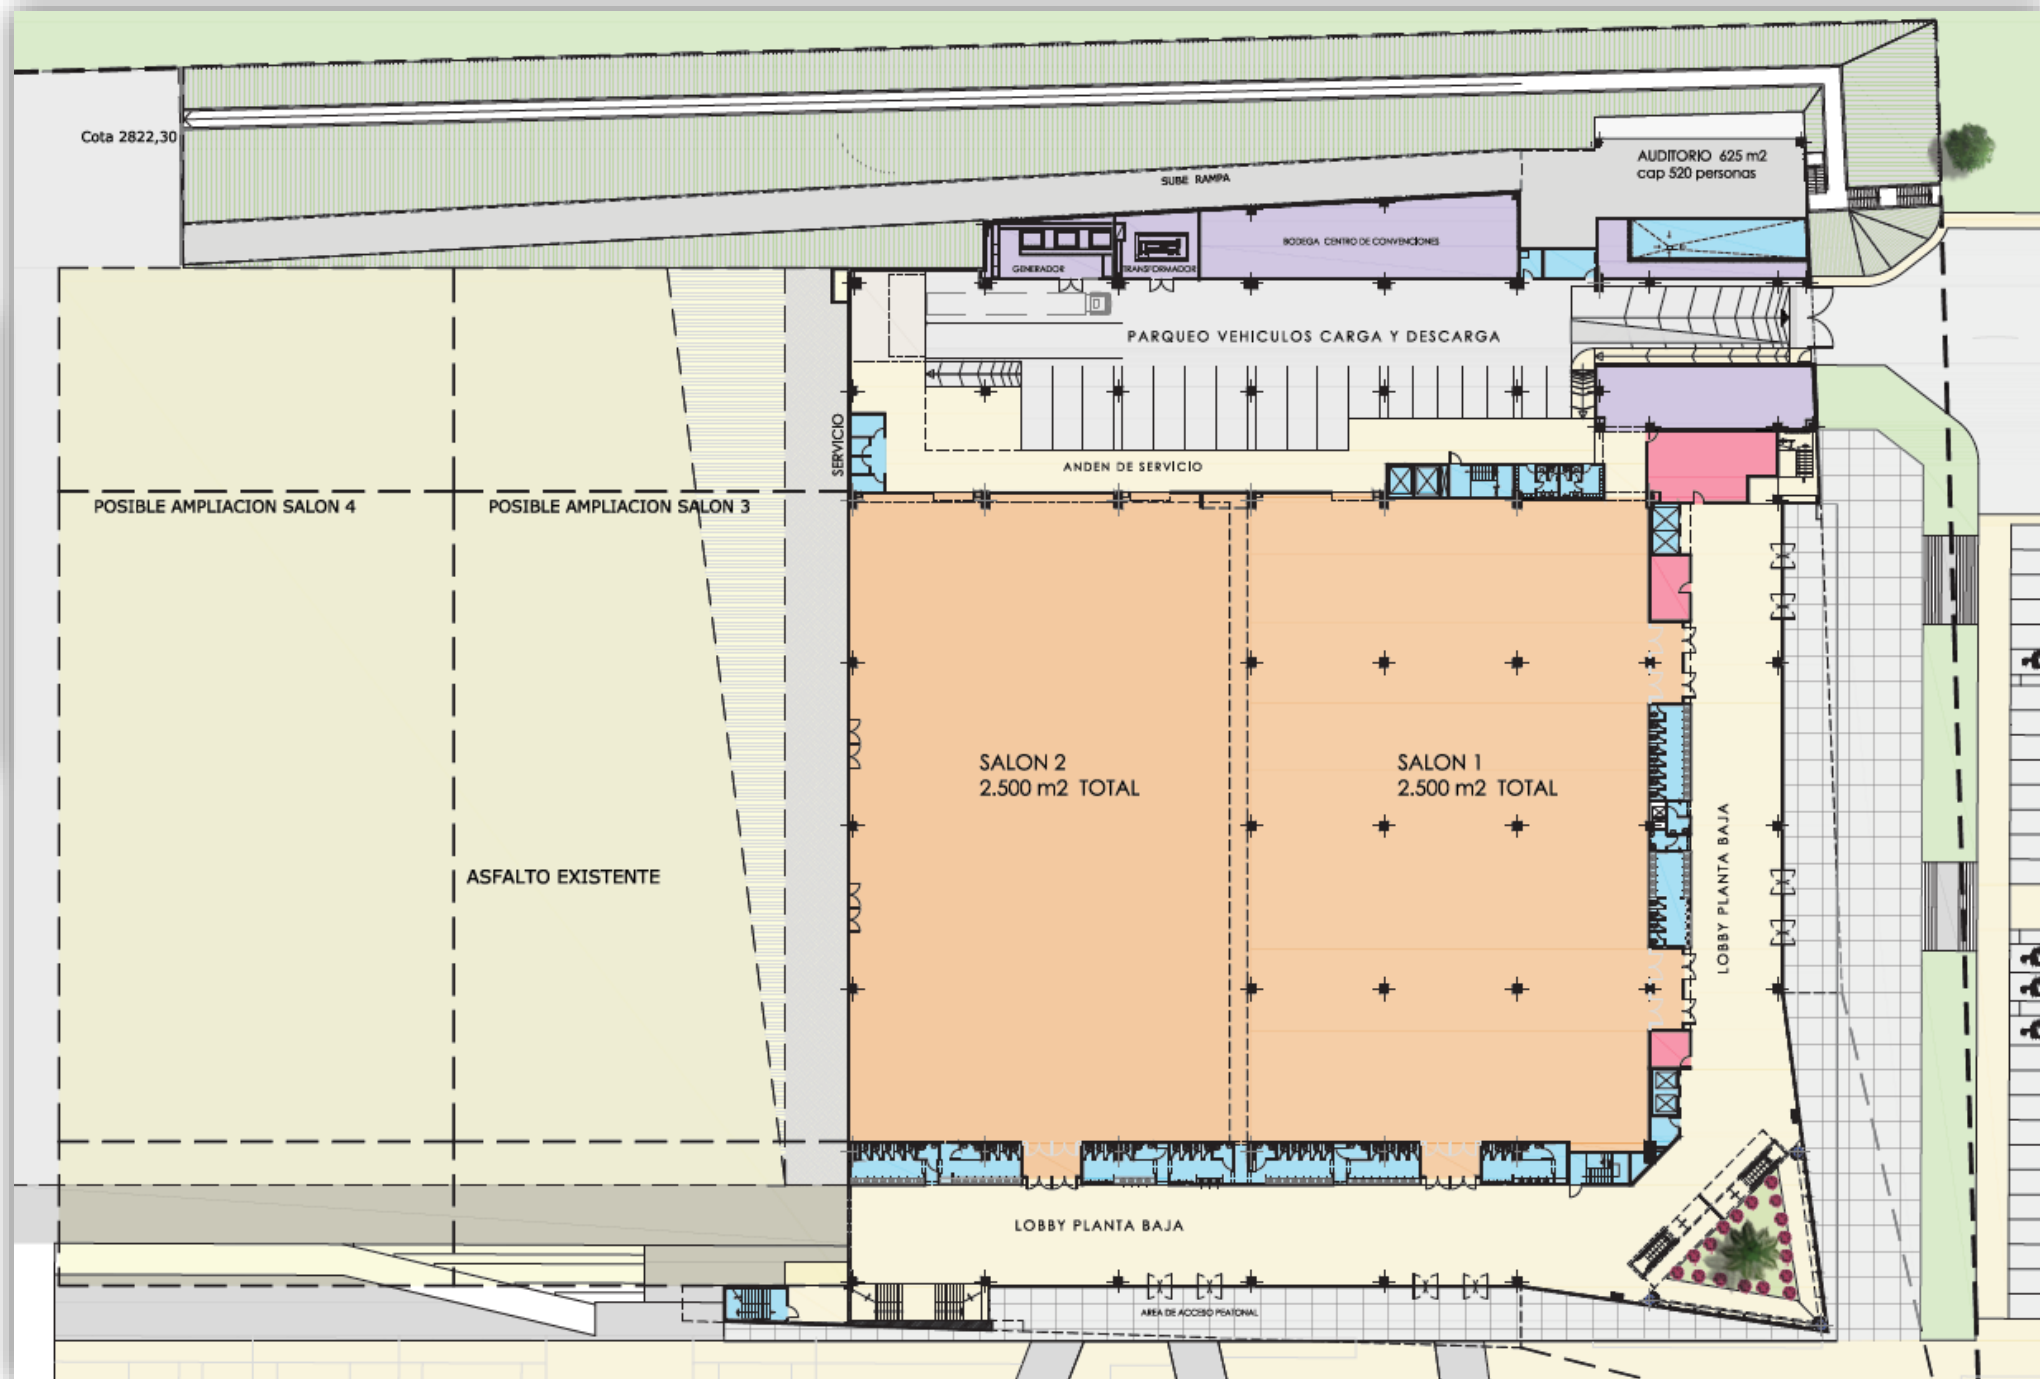 Cota 2822,30
AUDITORIO 625 m2
cap 520 personas
SUBE RAMPA
BODEGA CENTRO DE CONVENCIONES
GENERADOR
TRANSFORMADOR
PARQUEO VEHICULOS CARGA Y DESCARGA
SERVICIO
ANDEN DE SERVICIO
POSIBLE AMPLIACION SALON 4
POSIBLE AMPLIACION SALON 3
SALON 2
2.500 m2 TOTAL
SALON 1
2.500 m2 TOTAL
ASFALTO EXISTENTE
LOBBY PLANTA BAJA
LOBBY PLANTA BAJA
AREA DE ACCESO PEATONAL